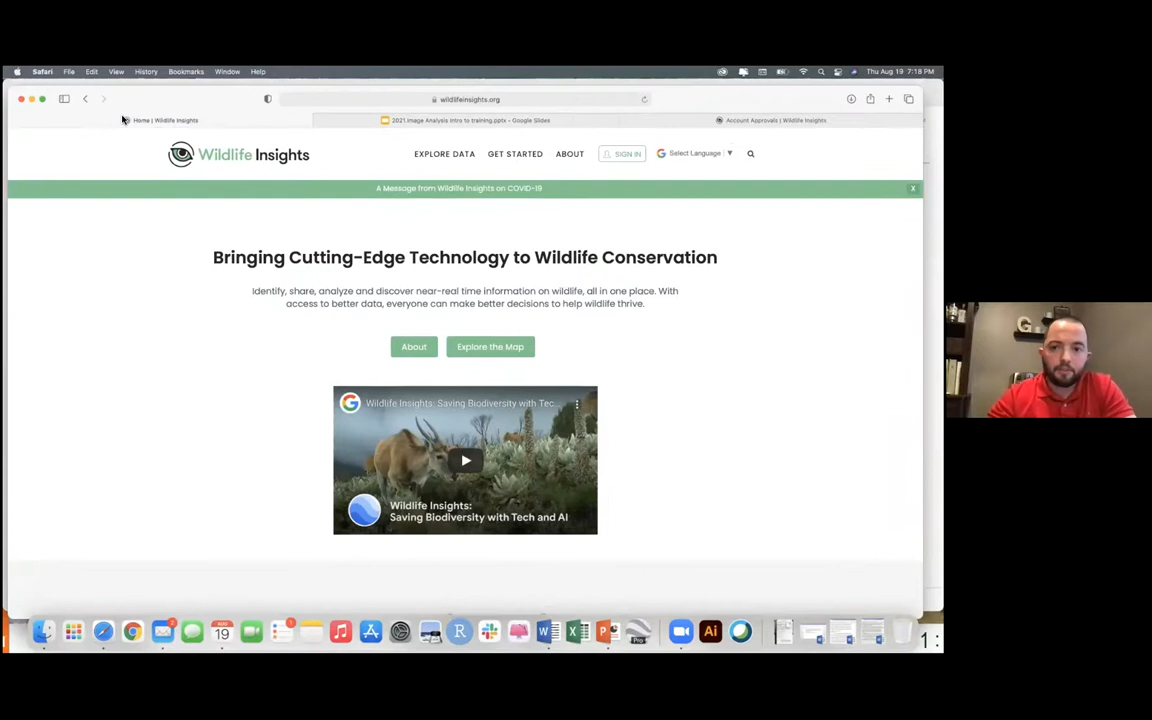 Safari File Edit View History Bookmarks Window Help Thu Aug 19 7:18 PM
wildlifeinsights.org
Home | Wildlife Insights 2021 Image Analysis Intro to training.pptx - Google Slides Account Approvals | Wildlife Insights
Wildlife Insights EXPLORE DATA GET STARTED ABOUT SIGN IN G Select Language ▼
A Message from Wildlife Insights on COVID-19 X
Bringing Cutting-Edge Technology to Wildlife Conservation
Identify, share, analyze and discover near-real time information on wildlife, all in one place. With
access to better data, everyone can make better decisions to help wildlife thrive.
About Explore the Map
G Wildlife Insights: Saving Biodiversity with Tec...
Wildlife Insights:
Saving Biodiversity with Tech and AI
G
AUG
19
R W X P Pro Ai
1: